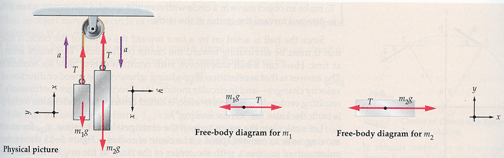 a
T
T
a
x
y
y
x
m₁g
m₂g
Physical picture
m₁g
T
Free-body diagram for m₁
T
m₂g
Free-body diagram for m₂
y
x